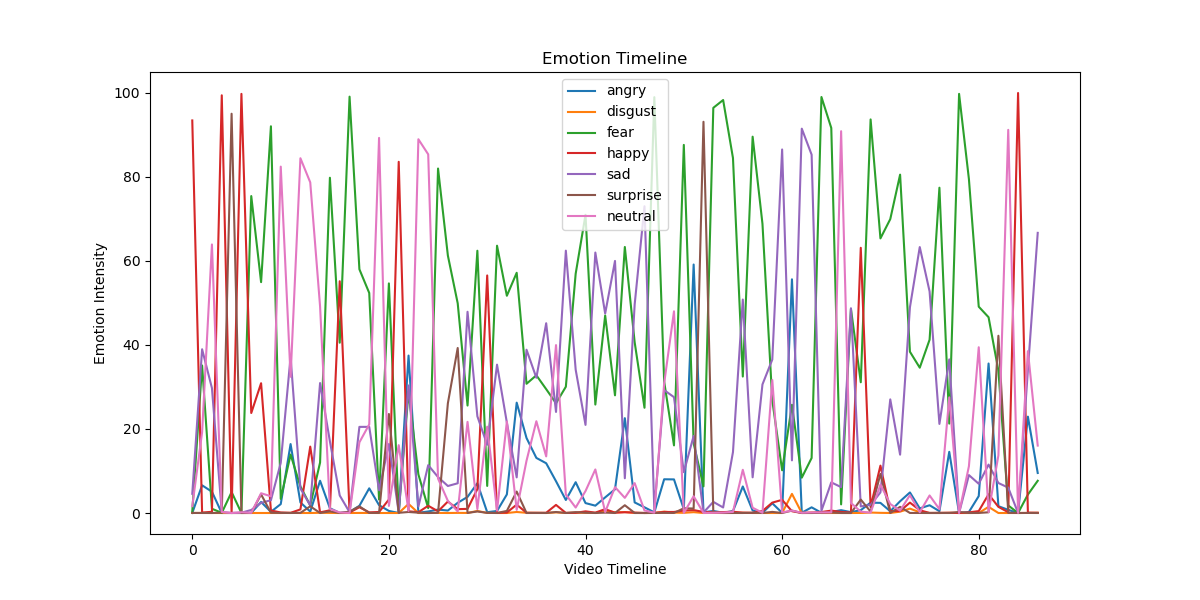 Emotion Timeline
angry
disgust
fear
happy
sad
surprise
neutral
100
80
60
40
20
0
Emotion Intensity
0 20 40 60 80
Video Timeline